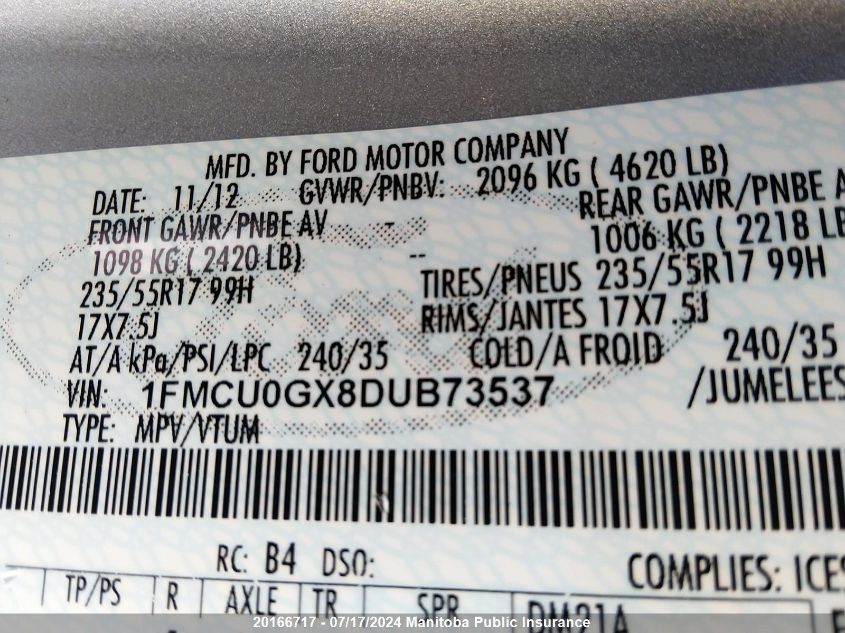 MFD. BY FORD MOTOR COMPANY
DATE: 11/12 GVWR/PNBV: 2096 KG ( 4620 LB)
FRONT GAWR/PNBE AV - REAR GAWR/PNBE A
1098 KG ( 2420 LB) -- 1006 KG ( 2218 LB
235/55R17 99H TIRES/PNEUS 235/55R17 99H
17X7.5J RIMS/JANTES 17X7.5J
AT/A kPa/PSI/LPC 240/35 COLD/A FROID 240/35
VIN: 1FMCU0GX8DUB73537 /JUMELEES
TYPE: MPV/VTUM
RC: B4 DSO: COMPLIES: ICES
TP/PS R AXLE TR SPR DM91A
20166717 - 07/17/2024 Manitoba Public Insurance